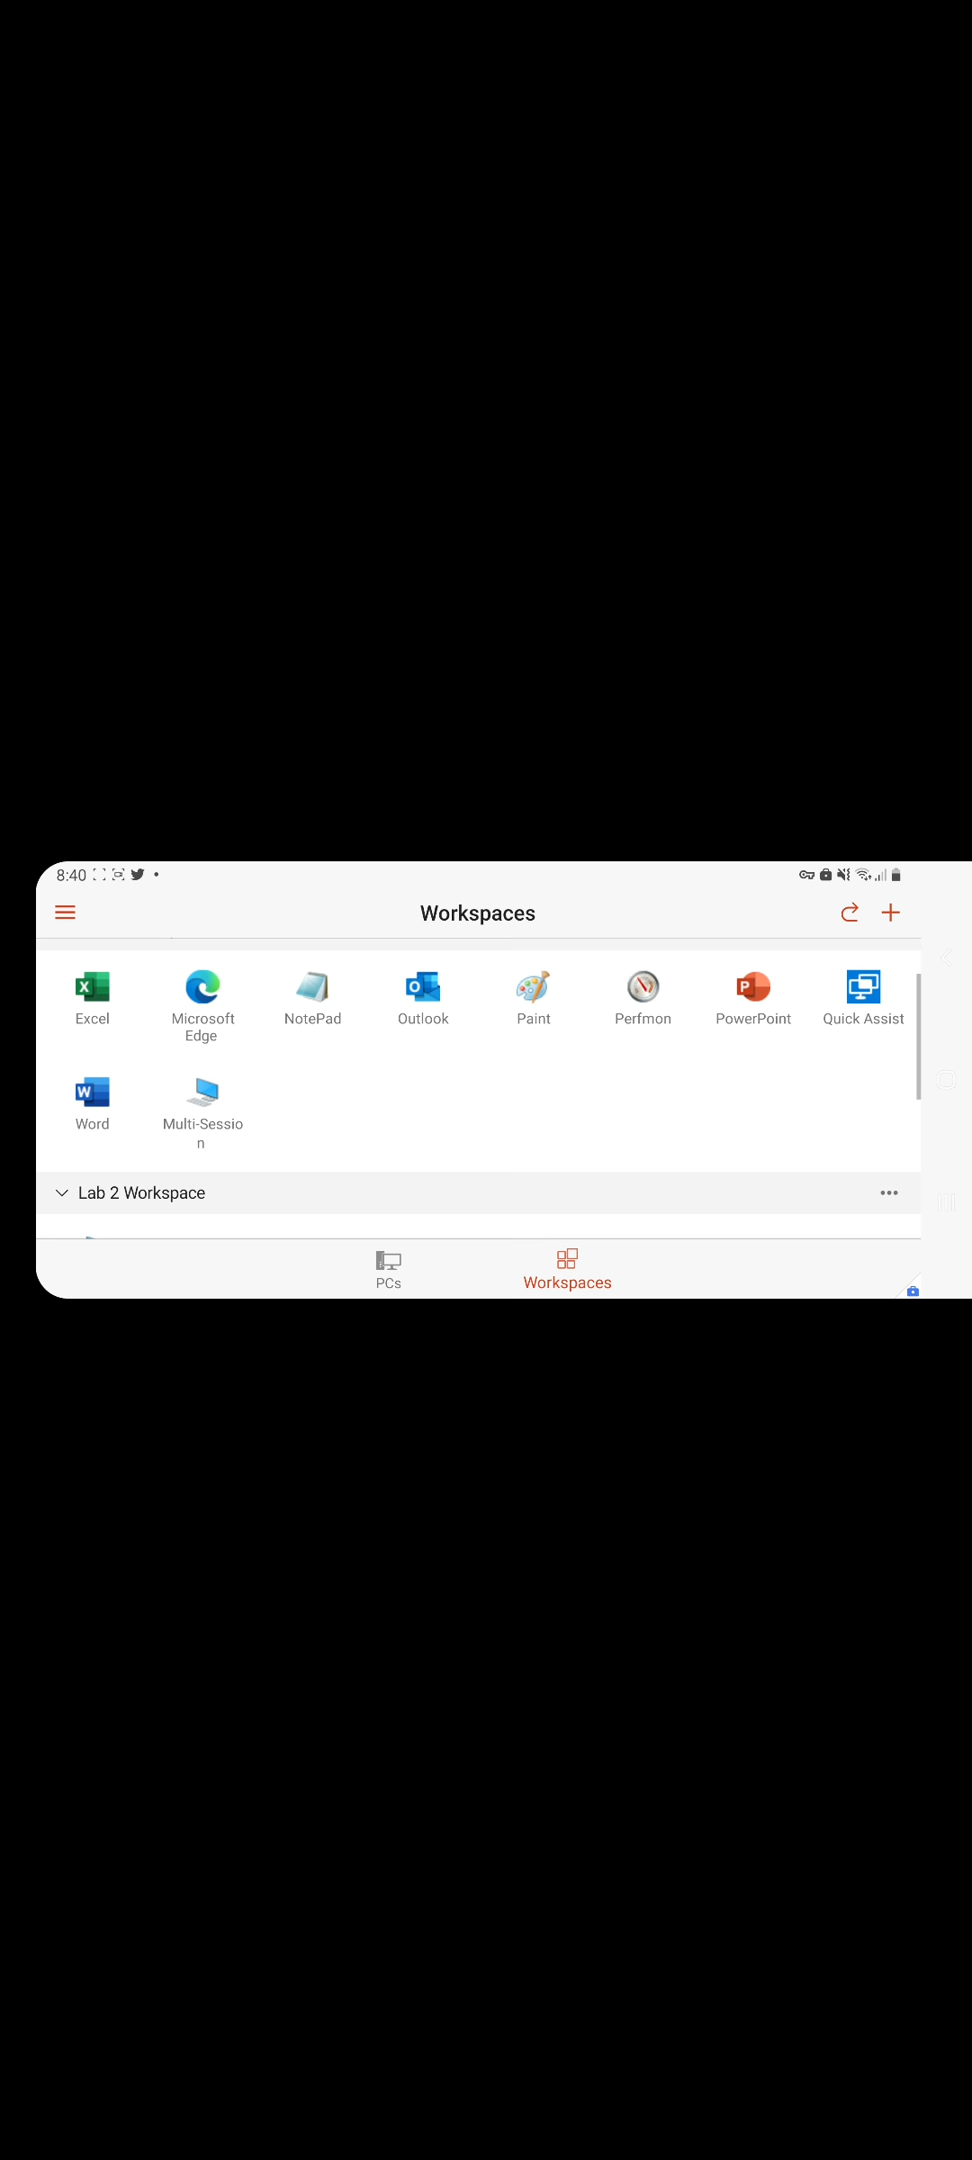 8:40
Workspaces
Excel
Microsoft
Edge
NotePad
Outlook
Paint
Perfmon
PowerPoint
Quick Assist
Word
Multi-Sessio
n
Lab 2 Workspace
PCs
Workspaces